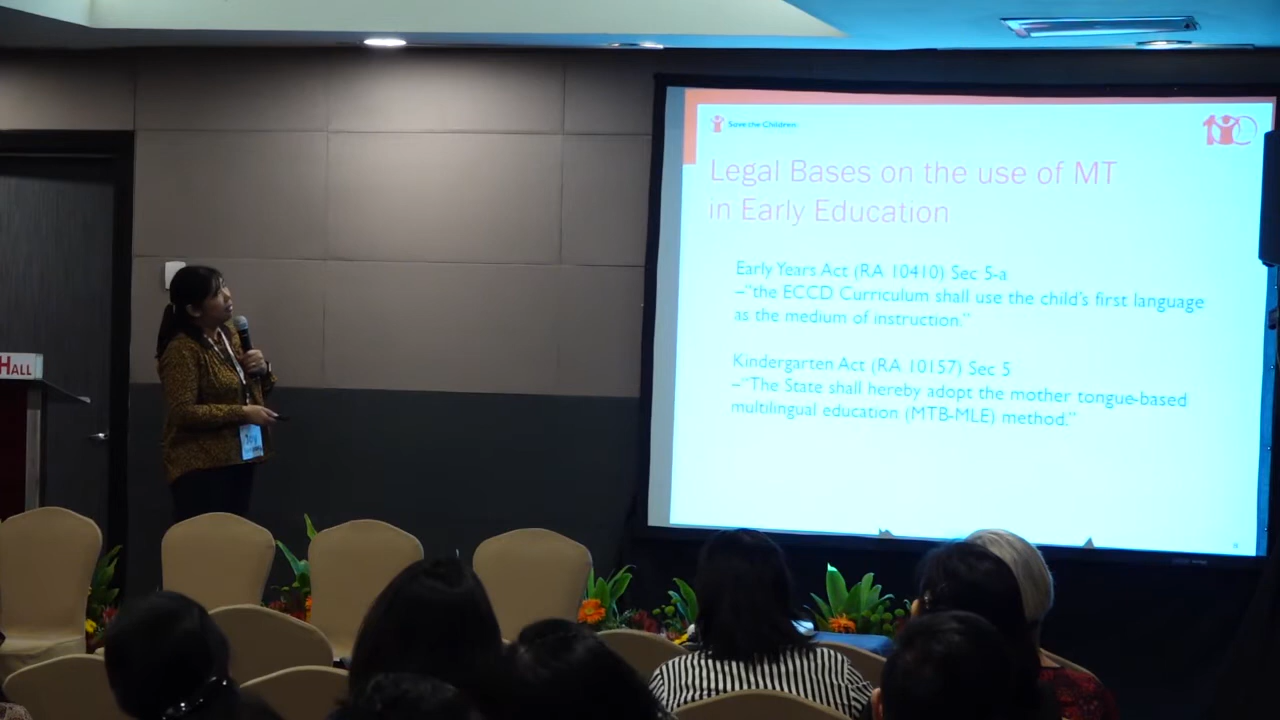 Save the Children
Legal Bases on the use of MT
in Early Education
Early Years Act (RA 10410) Sec 5-a
–"the ECCD Curriculum shall use the child's first language
as the medium of instruction."
Kindergarten Act (RA 10157) Sec 5
–"The State shall hereby adopt the mother tongue-based
multilingual education (MTB-MLE) method."
HALL